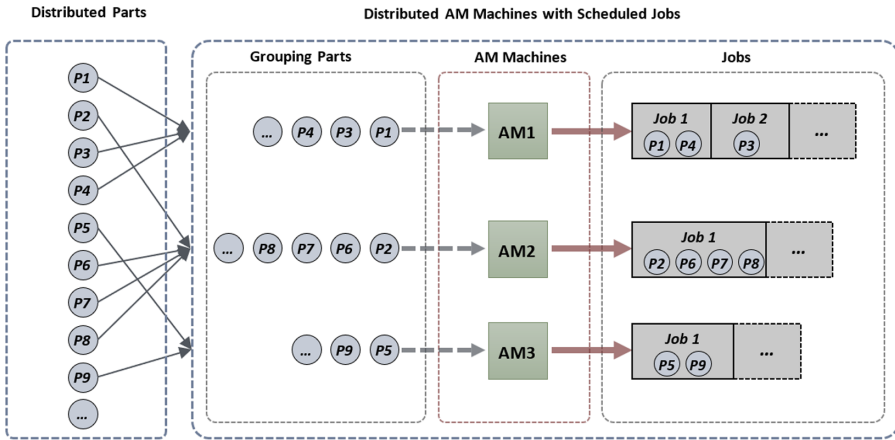 Distributed Parts
Distributed AM Machines with Scheduled Jobs
Grouping Parts
AM Machines
Jobs
P1
P2
P3
P4
P5
P6
P7
P8
P9
...
... P4 P3 P1
AM1
Job 1
P1 P4
Job 2
P3
...
... P8 P7 P6 P2
AM2
Job 1
P2 P6 P7 P8
...
... P9 P5
AM3
Job 1
P5 P9
...